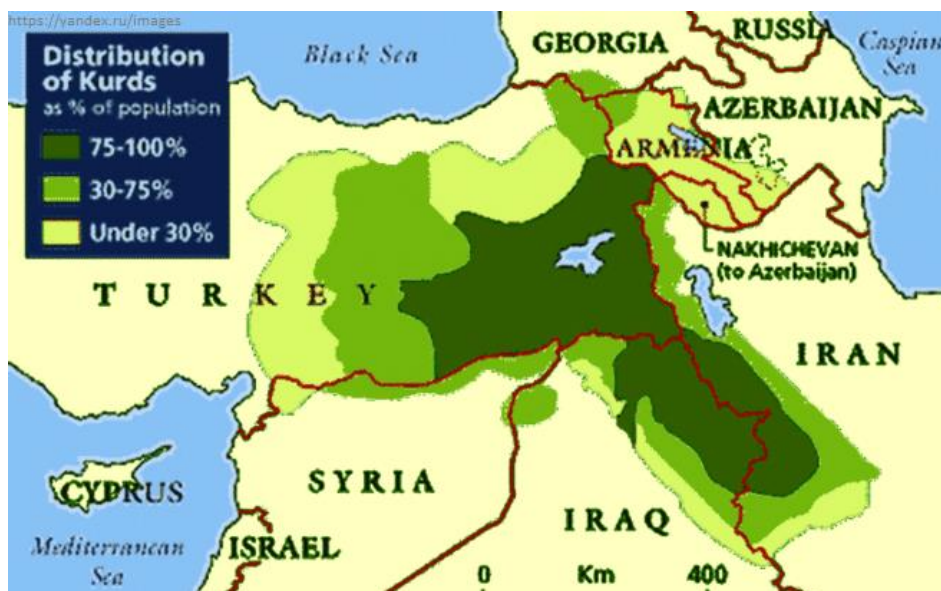 https://yandex.ru/images
Distribution
of Kurds
as % of population
75-100%
30-75%
Under 30%
Black Sea
GEORGIA
RUSSIA
Caspian
Sea
AZERBAIJAN
ARMENIA
?
NAKHICHEVAN
(to Azerbaijan)
TURKEY
IRAN
SYRIA
CYPRUS
IRAQ
ISRAEL
Mediterranean
Sea
0 Km 400